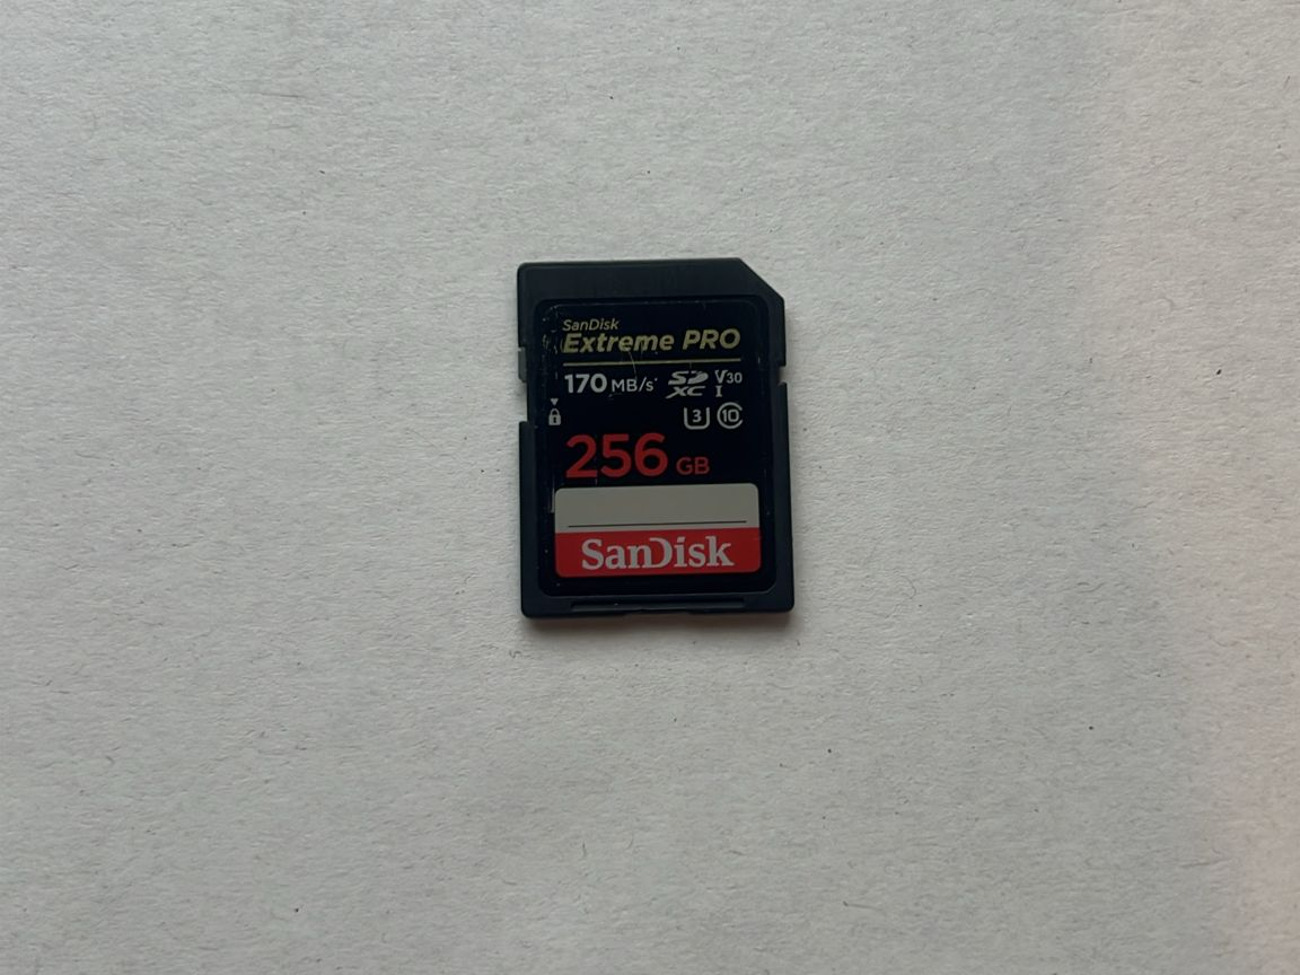 SanDisk
Extreme PRO
170 MB/s* SD XC V30 I
3 10
256 GB
SanDisk